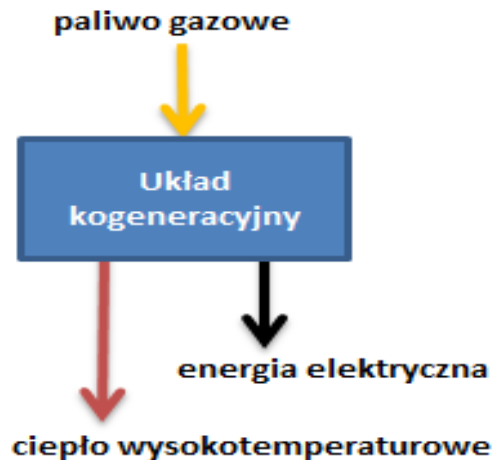 paliwo gazowe
Układ
kogeneracyjny
energia elektryczna
ciepło wysokotemperaturowe